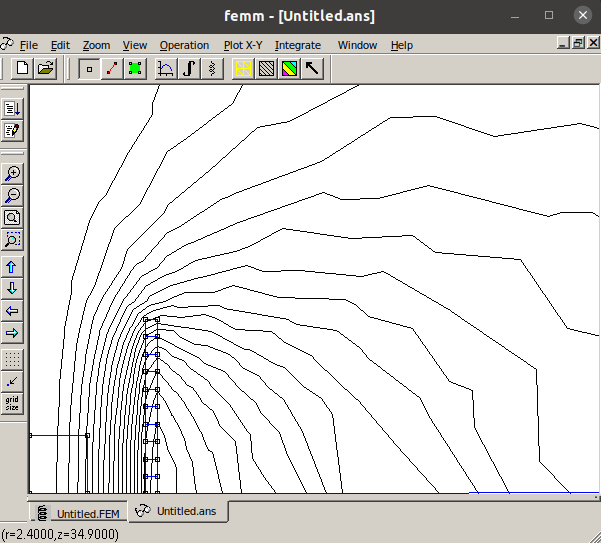 femm - [Untitled.ans]
File Edit Zoom View Operation Plot X-Y Integrate Window Help
grid
size
Untitled.FEM Untitled.ans
(r=2.4000,z=34.9000)